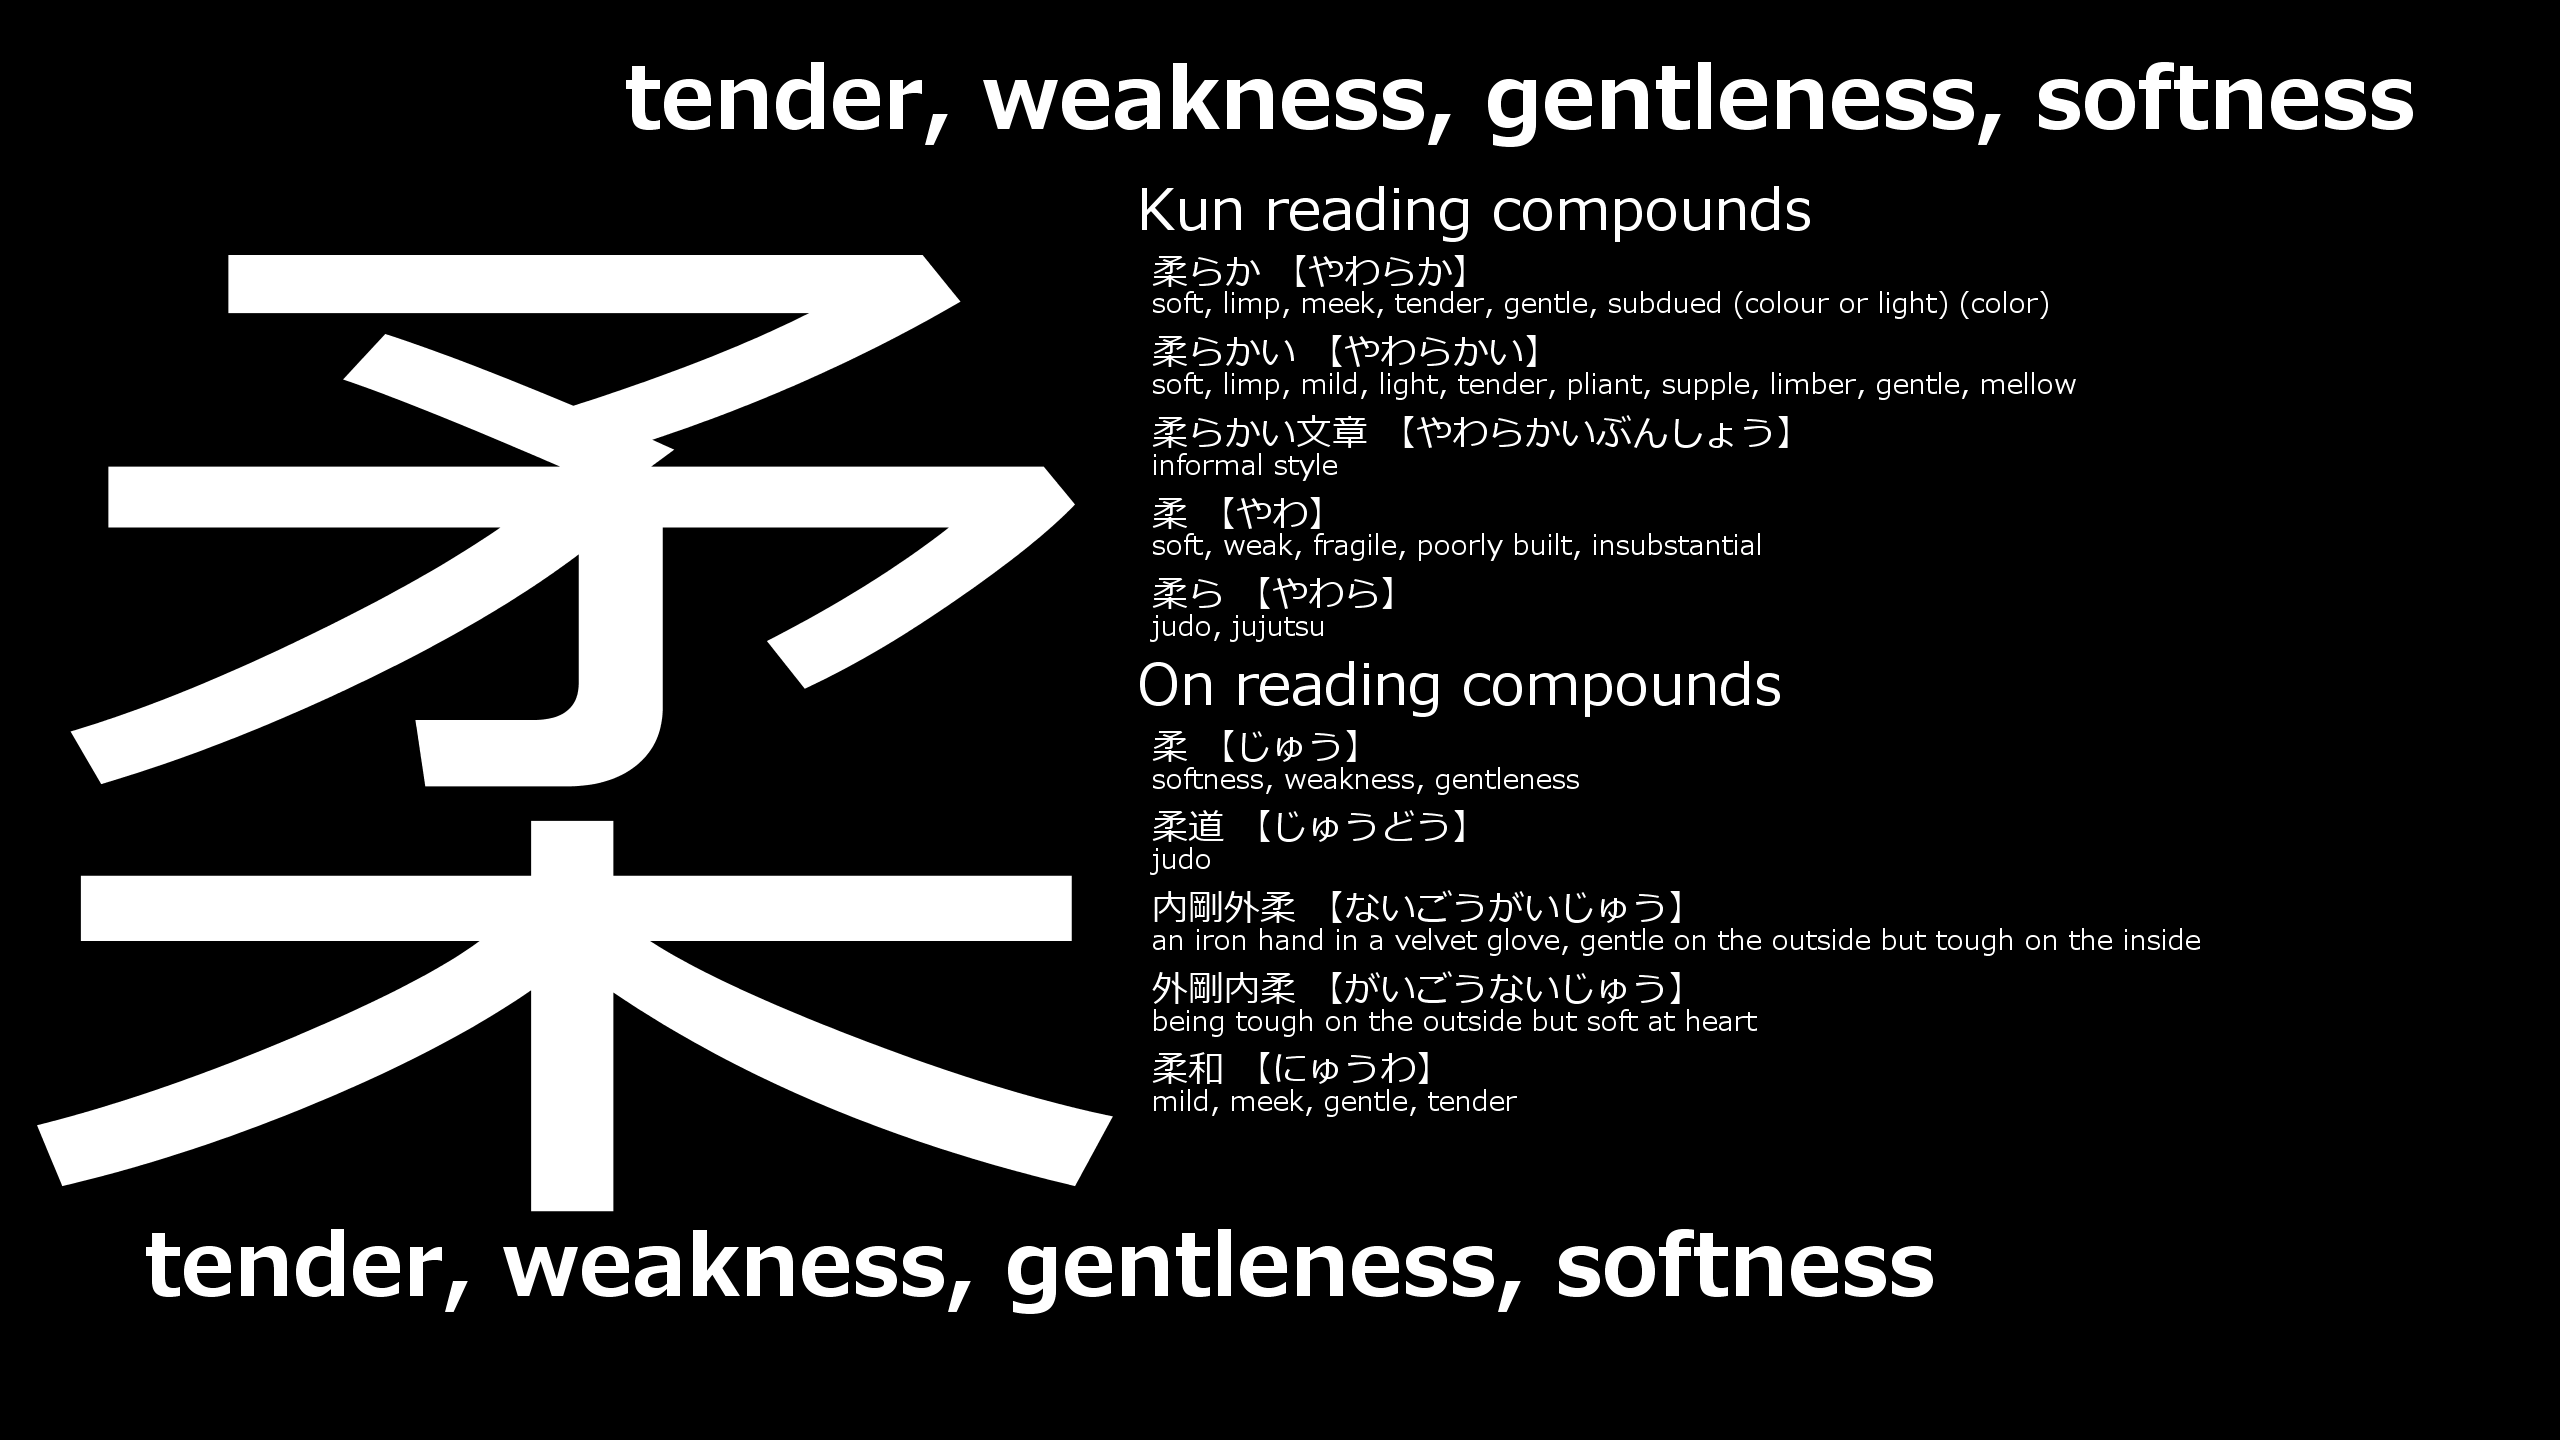 tender, weakness, gentleness, softness
柔
Kun reading compounds
柔らか 【やわらか】
soft, limp, meek, tender, gentle, subdued (colour or light) (color)
柔らかい 【やわらかい】
soft, limp, mild, light, tender, pliant, supple, limber, gentle, mellow
柔らかい文章 【やわらかいぶんしょう】
informal style
柔 【やわ】
soft, weak, fragile, poorly built, insubstantial
柔ら 【やわら】
judo, jujutsu
On reading compounds
柔 【じゅう】
softness, weakness, gentleness
柔道 【じゅうどう】
judo
内剛外柔 【ないごうがいじゅう】
an iron hand in a velvet glove, gentle on the outside but tough on the inside
外剛内柔 【がいごうないじゅう】
being tough on the outside but soft at heart
柔和 【にゅうわ】
mild, meek, gentle, tender
tender, weakness, gentleness, softness